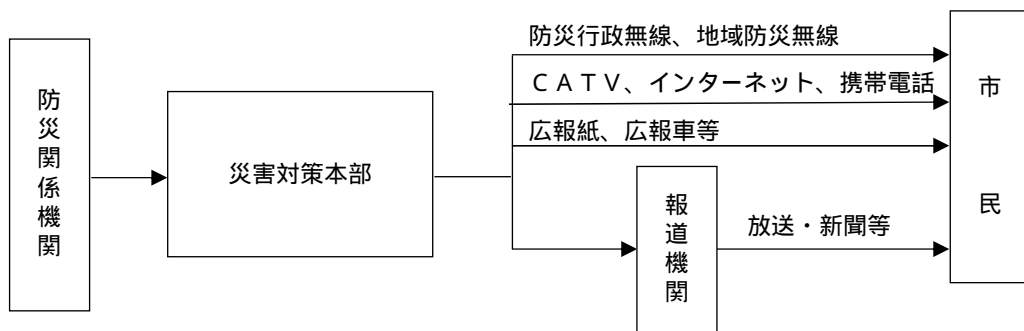 防災関係機関
災害対策本部
防災行政無線、地域防災無線
ＣＡＴＶ、インターネット、携帯電話
広報紙、広報車等
報道機関
放送・新聞等
市民